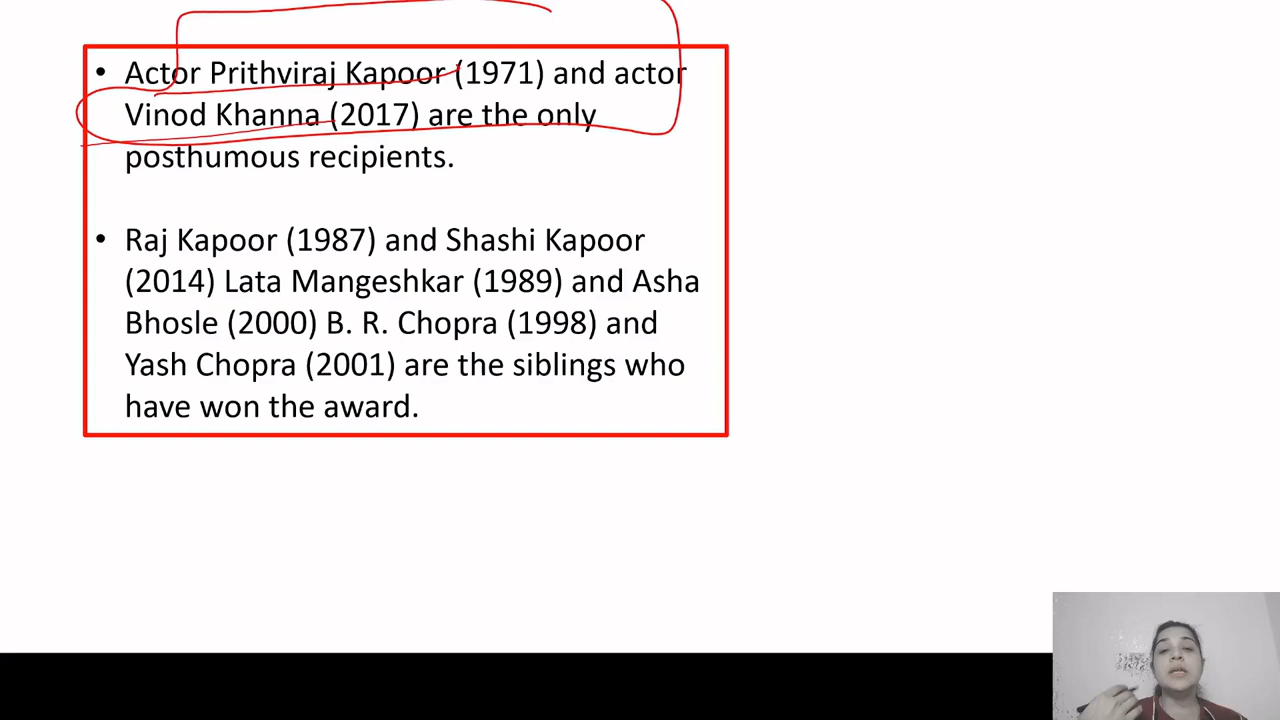 • Actor Prithviraj Kapoor (1971) and actor
Vinod Khanna (2017) are the only
posthumous recipients.
• Raj Kapoor (1987) and Shashi Kapoor
(2014) Lata Mangeshkar (1989) and Asha
Bhosle (2000) B. R. Chopra (1998) and
Yash Chopra (2001) are the siblings who
have won the award.